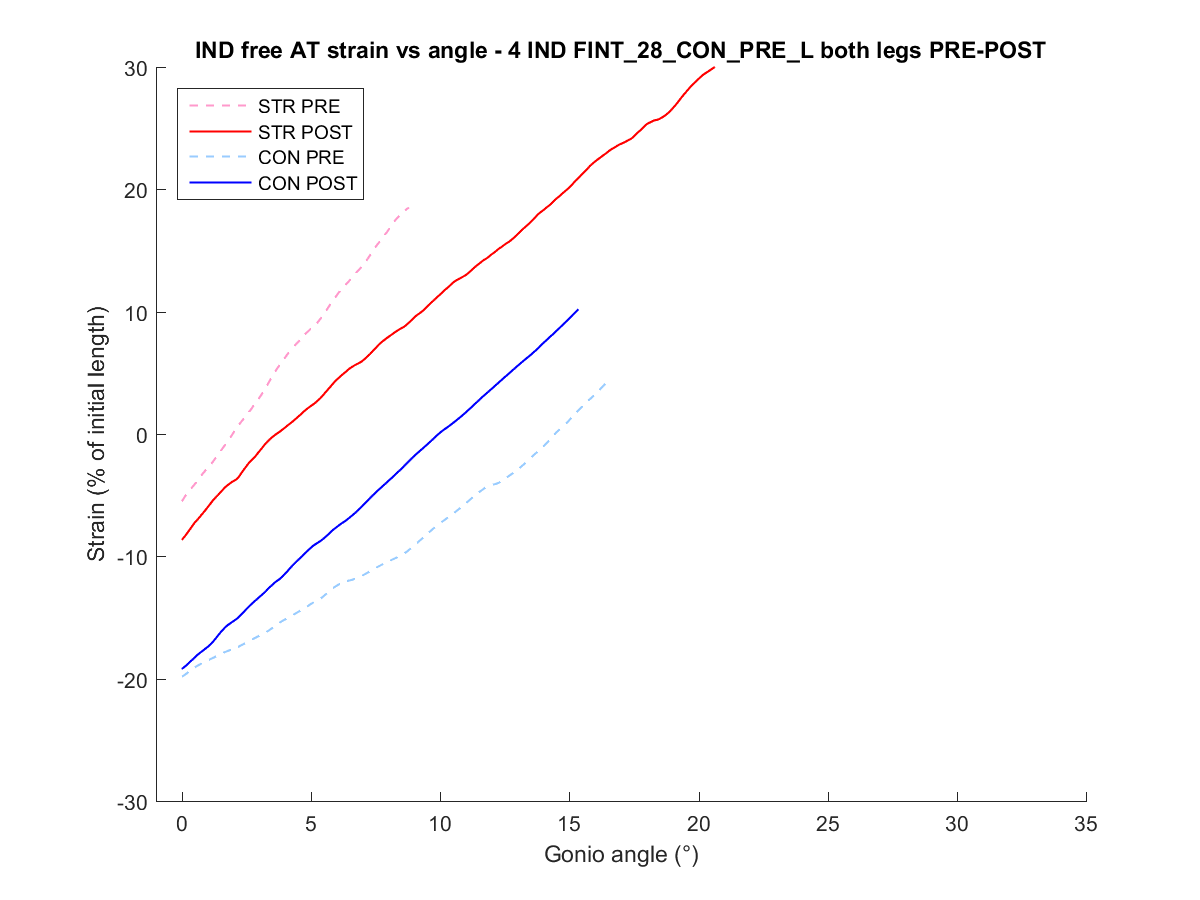 IND free AT strain vs angle - 4 IND FINT_28_CON_PRE_L both legs PRE-POST
30
20
10
0
-10
-20
-30
Strain (% of initial length)
STR PRE
STR POST
CON PRE
CON POST
0 5 10 15 20 25 30 35
Gonio angle (°)